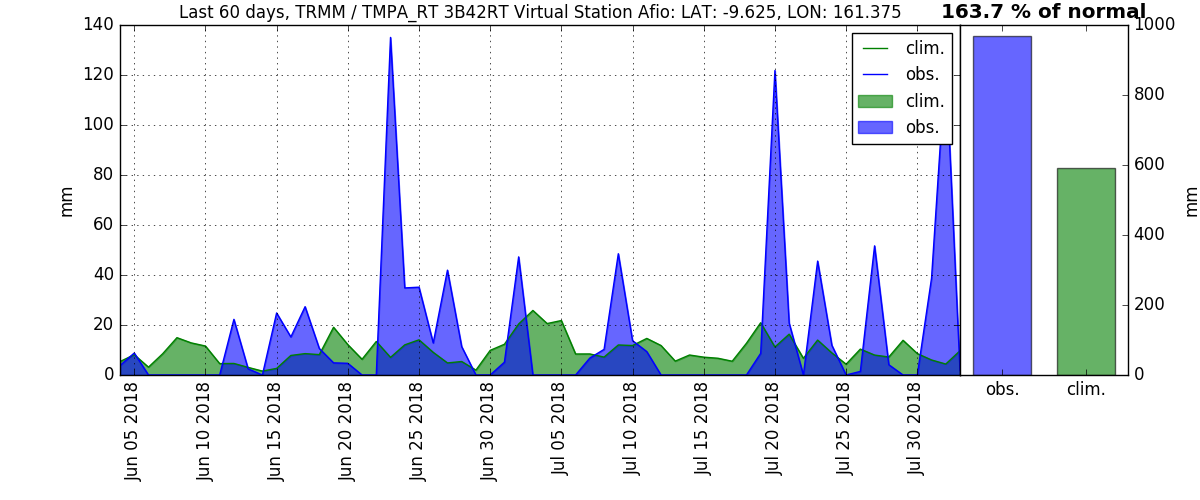 Last 60 days, TRMM / TMPA_RT 3B42RT Virtual Station Afio: LAT: -9.625, LON: 161.375
163.7 % of normal
140
120
100
80
60
40
20
0
mm
clim.
obs.
clim.
obs.
1000
800
600
400
200
0
mm
Jun 05 2018
Jun 10 2018
Jun 15 2018
Jun 20 2018
Jun 25 2018
Jun 30 2018
Jul 05 2018
Jul 10 2018
Jul 15 2018
Jul 20 2018
Jul 25 2018
Jul 30 2018
obs.
clim.